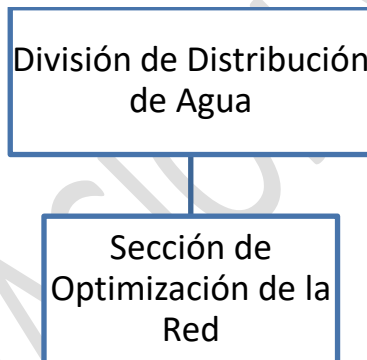 División de Distribución
de Agua
Sección de
Optimización de la
Red